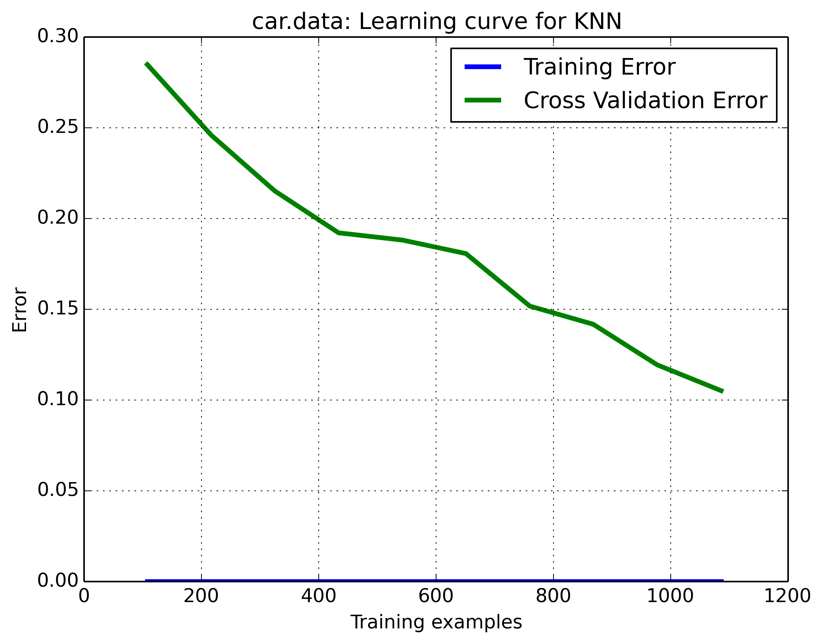 car.data: Learning curve for KNN
Training Error
Cross Validation Error
0.30
0.25
0.20
0.15
0.10
0.05
0.00
Error
0 200 400 600 800 1000 1200
Training examples